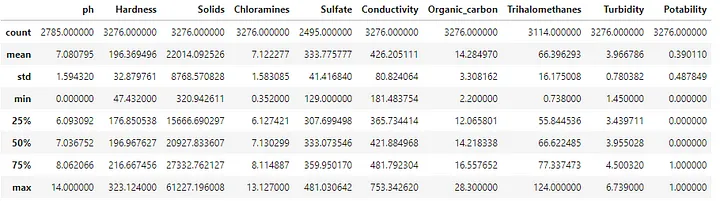 ph Hardness Solids Chloramines Sulfate Conductivity Organic_carbon Trihalomethanes Turbidity Potability
count 2785.000000 3276.000000 3276.000000 3276.000000 2495.000000 3276.000000 3276.000000 3114.000000 3276.000000 3276.000000
mean 7.080795 196.369496 22014.092526 7.122277 333.775777 426.205111 14.284970 66.396293 3.966786 0.390110
std 1.594320 32.879761 8768.570828 1.583085 41.416840 80.824064 3.308162 16.175008 0.780382 0.487849
min 0.000000 47.432000 320.942611 0.352000 129.000000 181.483754 2.200000 0.738000 1.450000 0.000000
25% 6.093092 176.850538 15666.690297 6.127421 307.699498 365.734414 12.065801 55.844536 3.439711 0.000000
50% 7.036752 196.967627 20927.833607 7.130299 333.073546 421.884968 14.218338 66.622485 3.955028 0.000000
75% 8.062066 216.667456 27332.762127 8.114887 359.950170 481.792304 16.557652 77.337473 4.500320 1.000000
max 14.000000 323.124000 61227.196008 13.127000 481.030642 753.342620 28.300000 124.000000 6.739000 1.000000